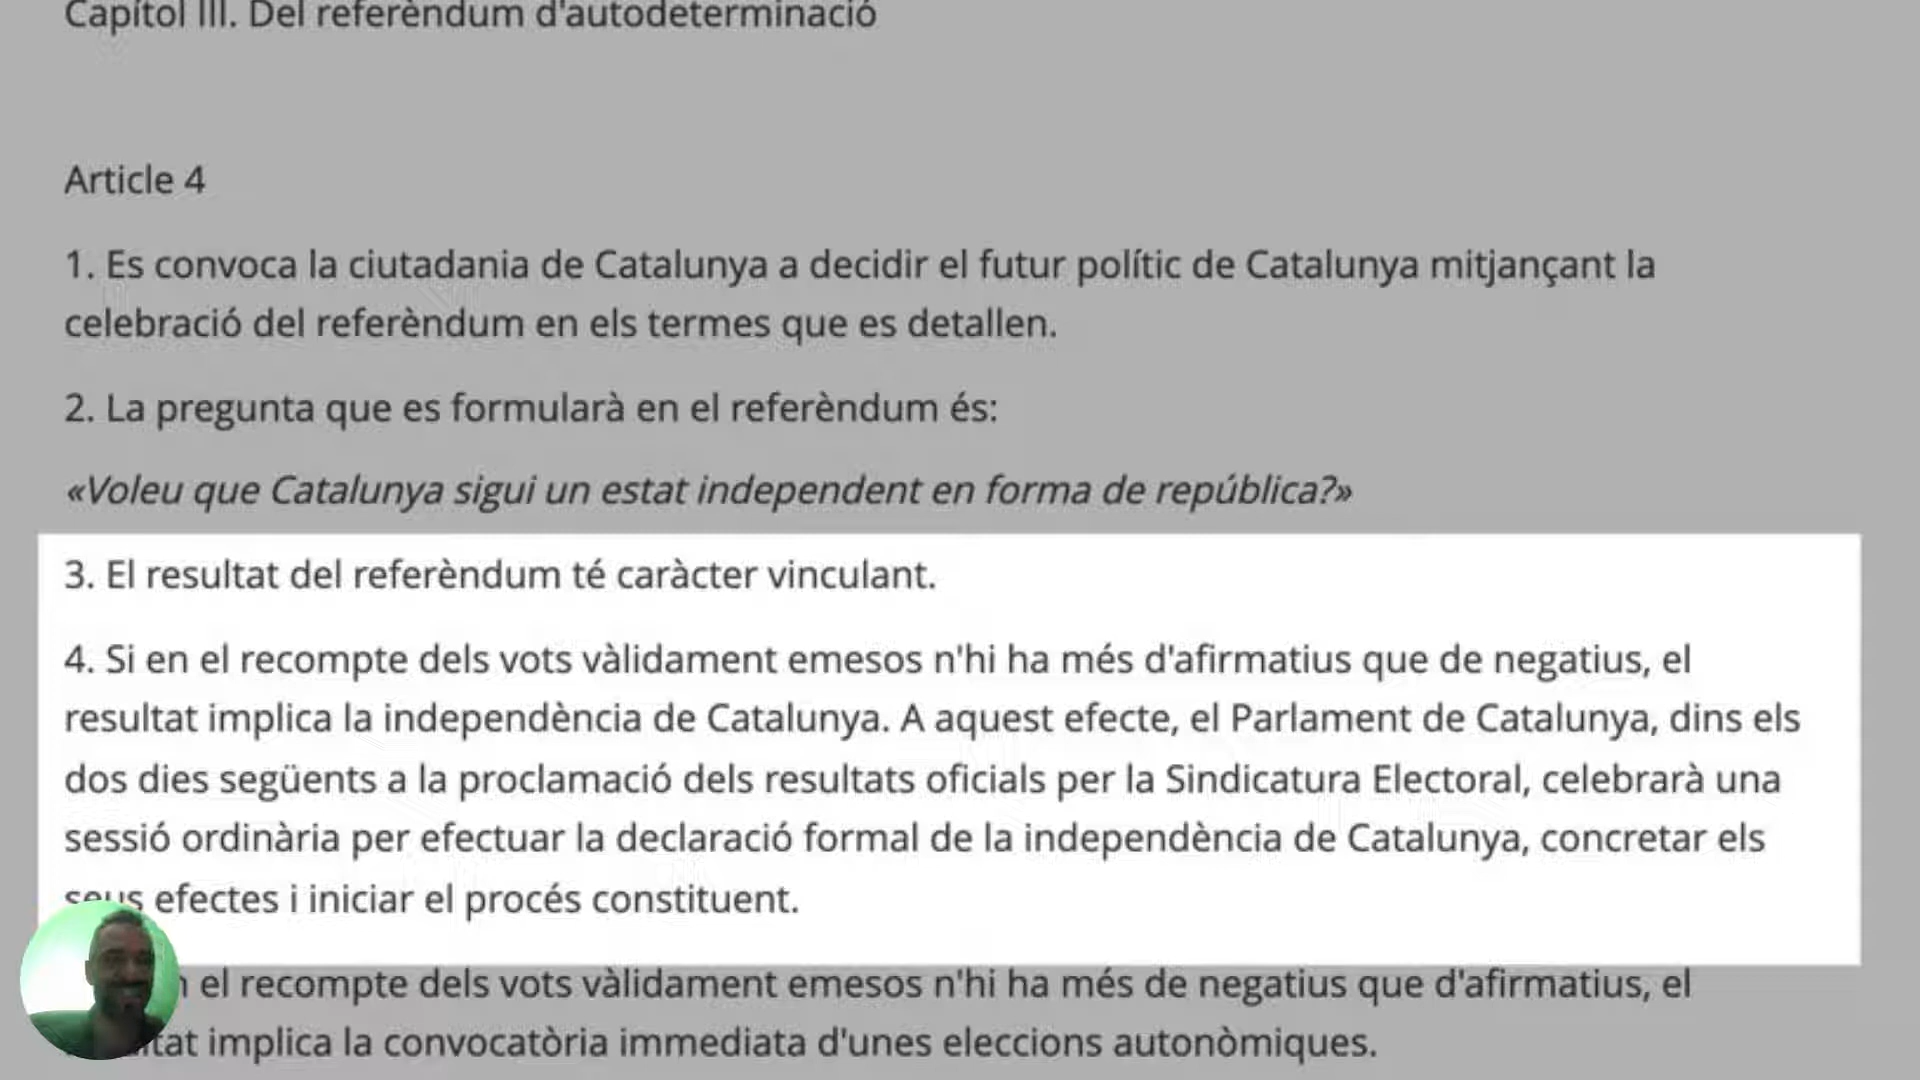 Capítol III. Del referèndum d'autodeterminació
Article 4
1. Es convoca la ciutadania de Catalunya a decidir el futur polític de Catalunya mitjançant la
celebració del referèndum en els termes que es detallen.
2. La pregunta que es formularà en el referèndum és:
«Voleu que Catalunya sigui un estat independent en forma de república?»
3. El resultat del referèndum té caràcter vinculant.
4. Si en el recompte dels vots vàlidament emesos n'hi ha més d'afirmatius que de negatius, el
resultat implica la independència de Catalunya. A aquest efecte, el Parlament de Catalunya, dins els
dos dies següents a la proclamació dels resultats oficials per la Sindicatura Electoral, celebrarà una
sessió ordinària per efectuar la declaració formal de la independència de Catalunya, concretar els
seus efectes i iniciar el procés constituent.
el recompte dels vots vàlidament emesos n'hi ha més de negatius que d'afirmatius, el
implica la convocatòria immediata d'unes eleccions autonòmiques.